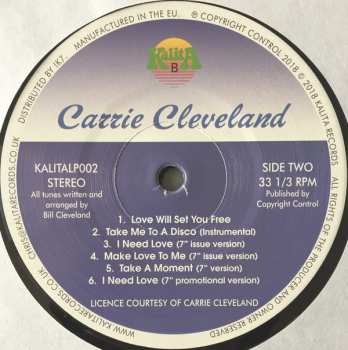 DISTRIBUTED BY !K7. MANUFACTURED IN THE EU. ℗ COPYRIGHT CONTROL 2018 © 2018 KALITA RECORDS.
ALL RIGHTS OF THE PRODUCER AND OWNER RESERVED
WWW.KALITARECORDS.CO.UK CHRIS@KALITARECORDS.CO.UK
Kalita
B
Carrie Cleveland
KALITALP002
STEREO
All tunes written and
arranged by
Bill Cleveland
SIDE TWO
33 1/3 RPM
Published by
Copyright Control
1. Love Will Set You Free
2. Take Me To A Disco (Instrumental)
3. I Need Love (7" issue version)
4. Make Love To Me (7" issue version)
5. Take A Moment (7" version)
6. I Need Love (7" promotional version)
LICENCE COURTESY OF CARRIE CLEVELAND